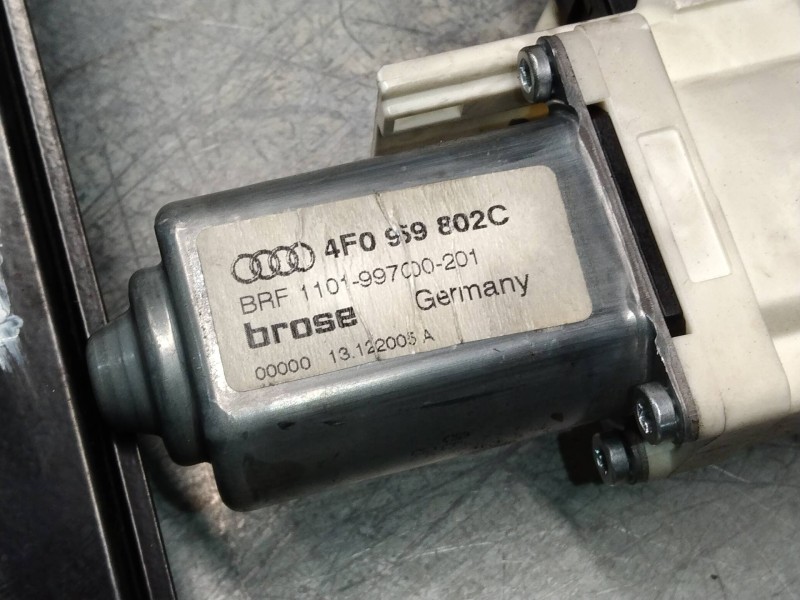 4F0 959 802C
BRF 1101-997000-201
brose Germany
00000 13.122005 A